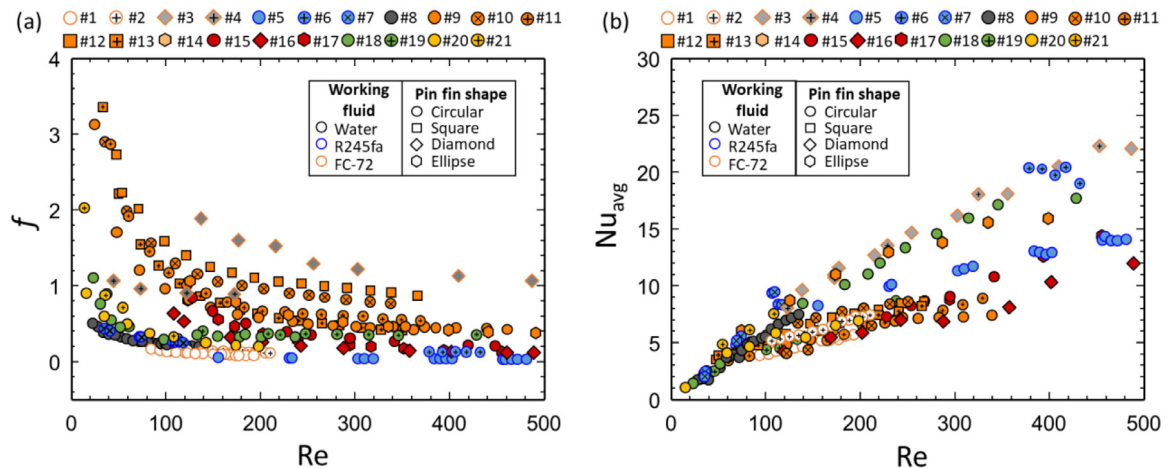 (a) #1 #2 #3 #4 #5 #6 #7 #8 #9 #10 #11
#12 #13 #14 #15 #16 #17 #18 #19 #20 #21
4
3
2
1
0
f
Working fluid
Water
R245fa
FC-72
Pin fin shape
Circular
Square
Diamond
Ellipse
0 100 200 300 400 500
Re
(b) #1 #2 #3 #4 #5 #6 #7 #8 #9 #10 #11
#12 #13 #14 #15 #16 #17 #18 #19 #20 #21
30
25
20
15
10
5
0
Nuavg
Working fluid
Water
R245fa
FC-72
Pin fin shape
Circular
Square
Diamond
Ellipse
0 100 200 300 400 500
Re